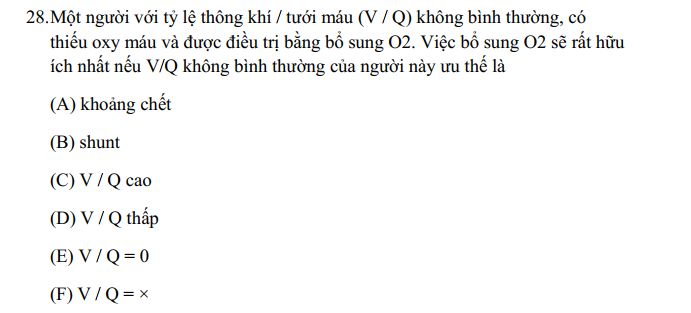 28.Một người với tỷ lệ thông khí / tưới máu (V / Q) không bình thường, có
thiếu oxy máu và được điều trị bằng bổ sung O2. Việc bổ sung O2 sẽ rất hữu
ích nhất nếu V/Q không bình thường của người này ưu thế là
(A) khoảng chết
(B) shunt
(C) V / Q cao
(D) V / Q thấp
(E) V / Q = 0
(F) V / Q = ×